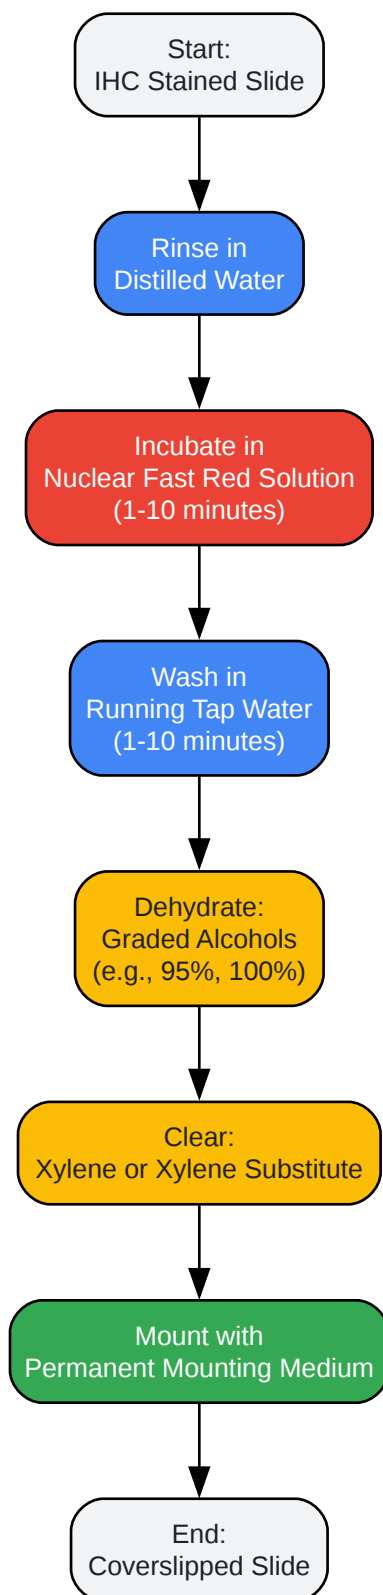 Start:
IHC Stained Slide
Rinse in
Distilled Water
Incubate in
Nuclear Fast Red Solution
(1-10 minutes)
Wash in
Running Tap Water
(1-10 minutes)
Dehydrate:
Graded Alcohols
(e.g., 95%, 100%)
Clear:
Xylene or Xylene Substitute
Mount with
Permanent Mounting Medium
End:
Coverslipped Slide